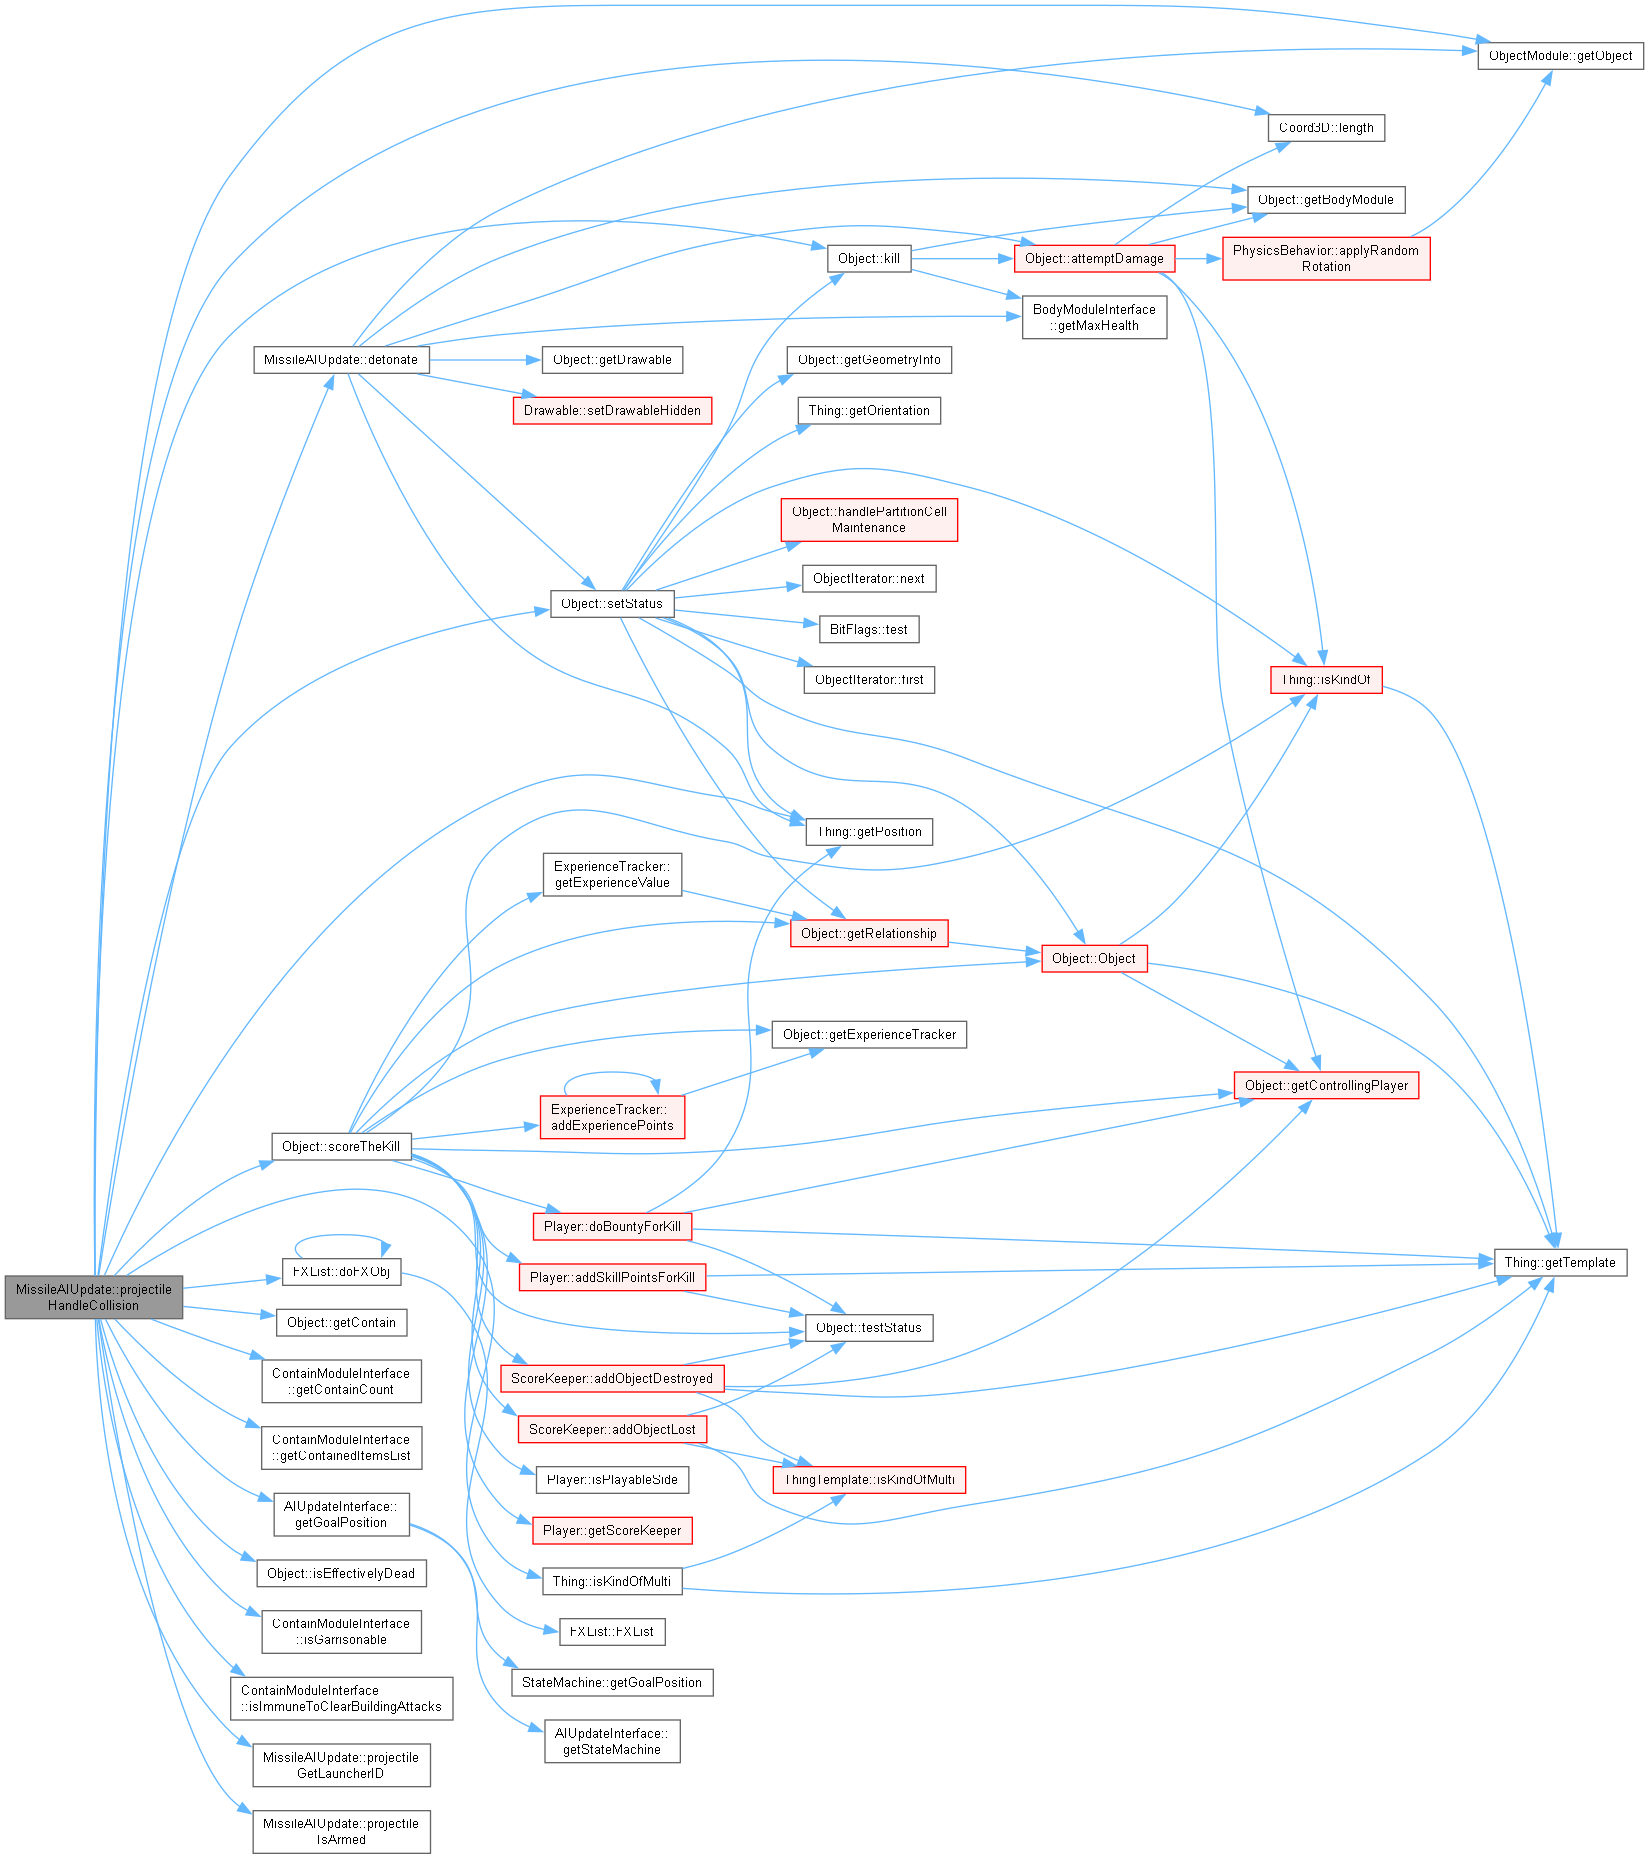 ObjectModule::getObject
Coord3D::length
Object::getBodyModule
PhysicsBehavior::applyRandom
Rotation
Object::kill
Object::attemptDamage
BodyModuleInterface
::getMaxHealth
MissileAIUpdate::detonate
Object::getDrawable
Object::getGeometryInfo
Drawable::setDrawableHidden
Thing::getOrientation
Object::handlePartitionCell
Maintenance
ObjectIterator::next
Object::setStatus
BitFlags::test
ObjectIterator::first
Thing::isKindOf
Thing::getPosition
ExperienceTracker::
getExperienceValue
Object::getRelationship
Object::Object
Object::getExperienceTracker
Object::getControllingPlayer
ExperienceTracker::
addExperiencePoints
Object::scoreTheKill
Player::doBountyForKill
Thing::getTemplate
FXList::doFXObj
Player::addSkillPointsForKill
MissileAIUpdate::projectile
HandleCollision
Object::getContain
Object::testStatus
ContainModuleInterface
::getContainCount
ScoreKeeper::addObjectDestroyed
ScoreKeeper::addObjectLost
ContainModuleInterface
::getContainedItemsList
Player::isPlayableSide
ThingTemplate::isKindOfMulti
AIUpdateInterface::
getGoalPosition
Player::getScoreKeeper
Object::isEffectivelyDead
Thing::isKindOfMulti
ContainModuleInterface
::isGarrisonable
FXList::FXList
ContainModuleInterface
::isImmuneToClearBuildingAttacks
StateMachine::getGoalPosition
AIUpdateInterface::
getStateMachine
MissileAIUpdate::projectile
GetLauncherID
MissileAIUpdate::projectile
IsArmed